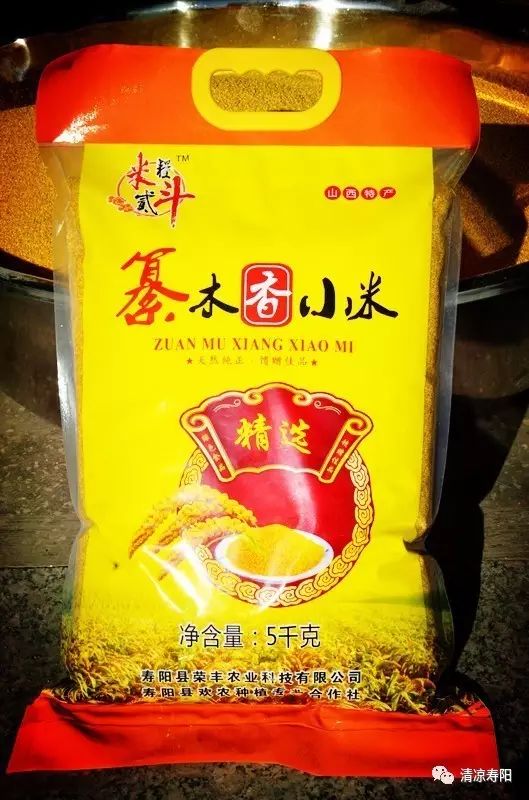 米程贰斗™
山西特产
纂木香小米
ZUAN MU XIANG XIAO MI
★天然纯正·馈赠佳品★
精选
净含量：5千克
寿阳县荣丰农业科技有限公司
寿阳县欢农种植专业合作社
清凉寿阳